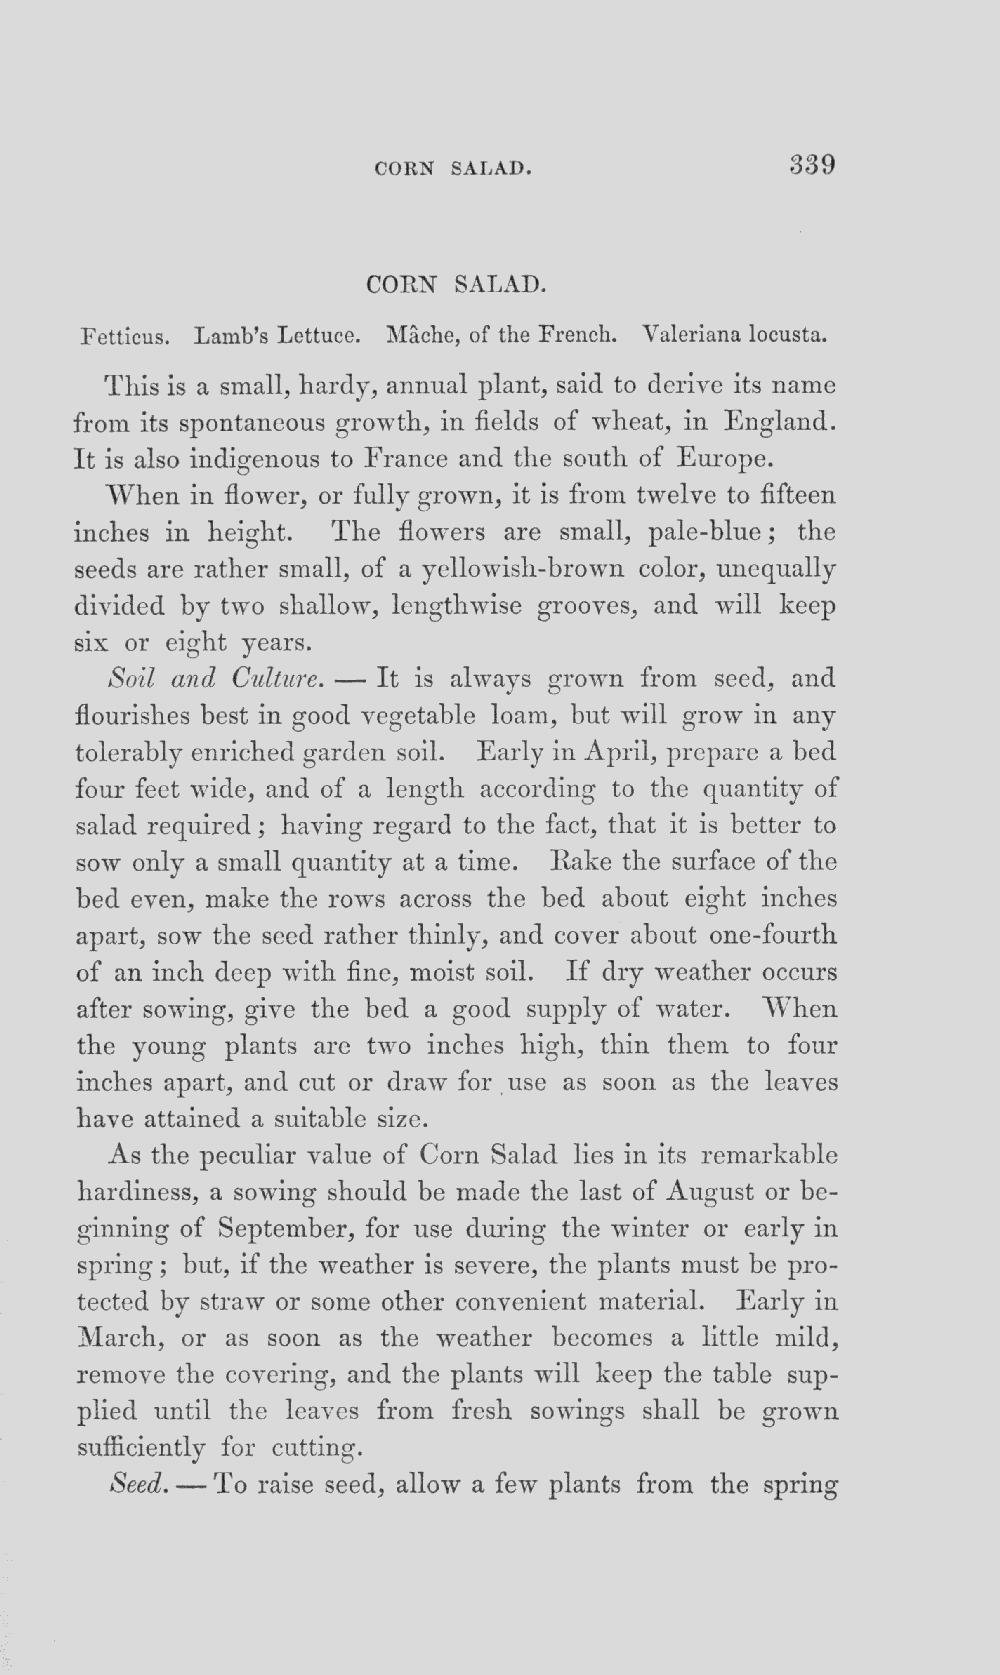 CORN SALAD. 339
CORN SALAD.
Fetticus. Lamb's Lettuce. Mâche, of the French. Valeriana locusta.
This is a small, hardy, annual plant, said to derive its name
from its spontaneous growth, in fields of wheat, in England.
It is also indigenous to France and the south of Europe.
When in flower, or fully grown, it is from twelve to fifteen
inches in height. The flowers are small, pale-blue; the
seeds are rather small, of a yellowish-brown color, unequally
divided by two shallow, lengthwise grooves, and will keep
six or eight years.
Soil and Culture. — It is always grown from seed, and
flourishes best in good vegetable loam, but will grow in any
tolerably enriched garden soil. Early in April, prepare a bed
four feet wide, and of a length according to the quantity of
salad required; having regard to the fact, that it is better to
sow only a small quantity at a time. Rake the surface of the
bed even, make the rows across the bed about eight inches
apart, sow the seed rather thinly, and cover about one-fourth
of an inch deep with fine, moist soil. If dry weather occurs
after sowing, give the bed a good supply of water. When
the young plants are two inches high, thin them to four
inches apart, and cut or draw for use as soon as the leaves
have attained a suitable size.
As the peculiar value of Corn Salad lies in its remarkable
hardiness, a sowing should be made the last of August or be-
ginning of September, for use during the winter or early in
spring; but, if the weather is severe, the plants must be pro-
tected by straw or some other convenient material. Early in
March, or as soon as the weather becomes a little mild,
remove the covering, and the plants will keep the table sup-
plied until the leaves from fresh sowings shall be grown
sufficiently for cutting.
Seed. — To raise seed, allow a few plants from the spring